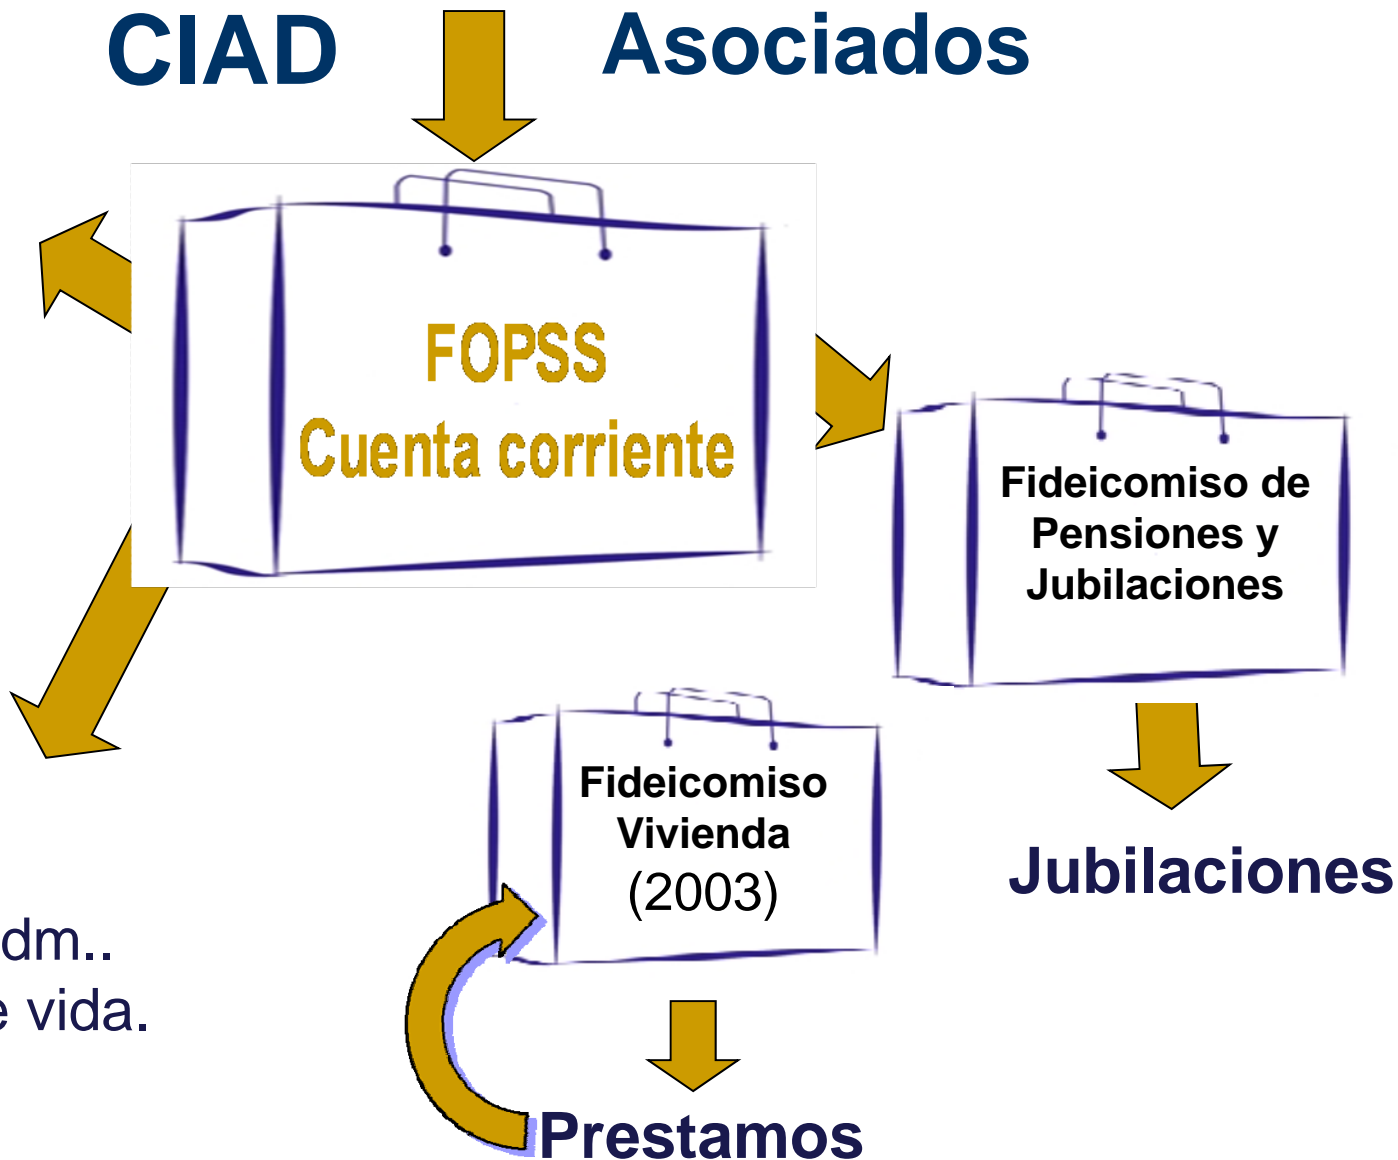 CIAD Asociados
FOPSS
Cuenta corriente
Fideicomiso de
Pensiones y
Jubilaciones
Fideicomiso
Vivienda
(2003)
Jubilaciones
dm..
e vida.
Prestamos